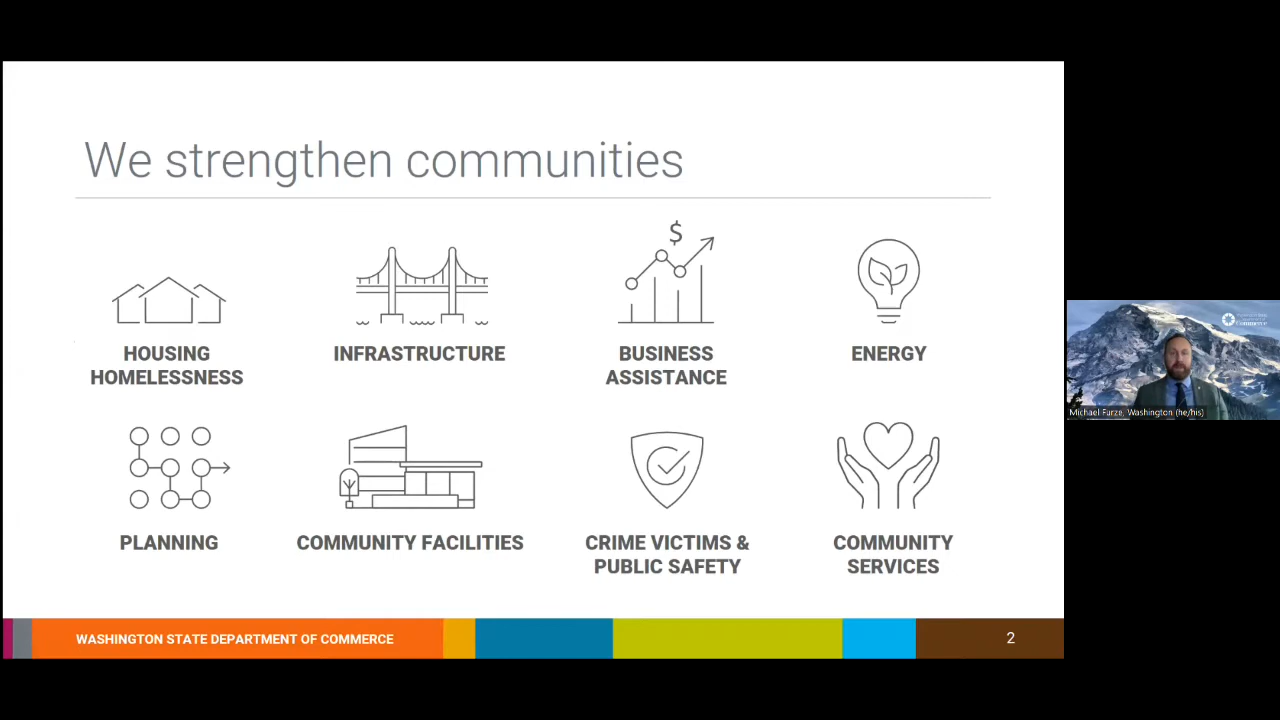 We strengthen communities
$
HOUSING
HOMELESSNESS
INFRASTRUCTURE
BUSINESS
ASSISTANCE
ENERGY
PLANNING
COMMUNITY FACILITIES
CRIME VICTIMS &
PUBLIC SAFETY
COMMUNITY
SERVICES
WASHINGTON STATE DEPARTMENT OF COMMERCE
2
Commerce
Michael Furze, Washington (he/his)